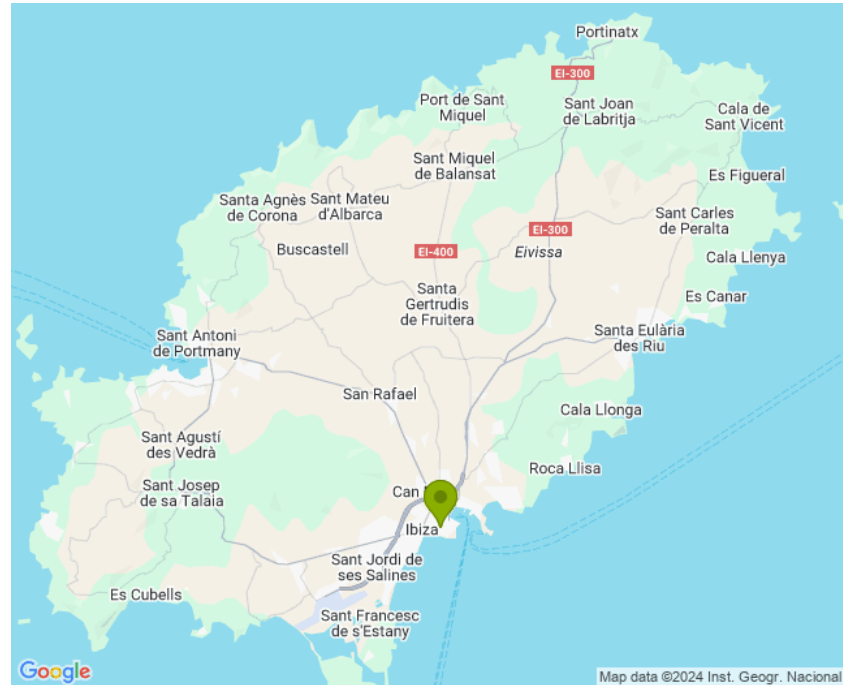 Portinatx
EI-300
Port de Sant
Miquel
Sant Joan
de Labritja
Cala de
Sant Vicent
Sant Miquel
de Balansat
Es Figueral
Santa Agnès
de Corona
Sant Mateu
d'Albarca
Sant Carles
de Peralta
EI-300
Buscastell
EI-400
Eivissa
Cala Llenya
Santa
Gertrudis
de Fruitera
Es Canar
Sant Antoni
de Portmany
Santa Eulària
des Riu
San Rafael
Cala Llonga
Sant Agustí
des Vedrà
Roca Llisa
Sant Josep
de sa Talaia
Can
Ibiza
Sant Jordi de
ses Salines
Es Cubells
Sant Francesc
de s'Estany
Google
Map data ©2024 Inst. Geogr. Nacional